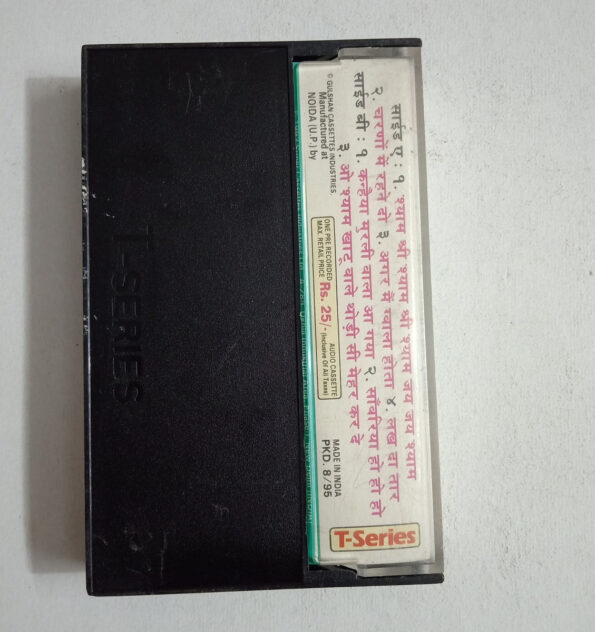 साईड ए : १. श्याम श्री श्याम श्री श्याम जय जय श्याम
२. चरणों में रहने दो ३. अगर मैं ग्वाला होता ४. लख दा तार
साईड बी : १. कन्हैया मुरली वाला आ गया २. साँवरिया हो हो हो
३. ओ श्याम खाटू वाले थोड़ी सी मेहर कर दे
© GULSHAN CASSETTES INDUSTRIES
Manufactured at
NOIDA (U.P.) by
ONE PRE RECORDED AUDIO CASSETTE
MAX. RETAIL PRICE Rs. 25/- (Inclusive Of All Taxes)
MADE IN INDIA
PKD. 8/95
T-Series
T-SERIES